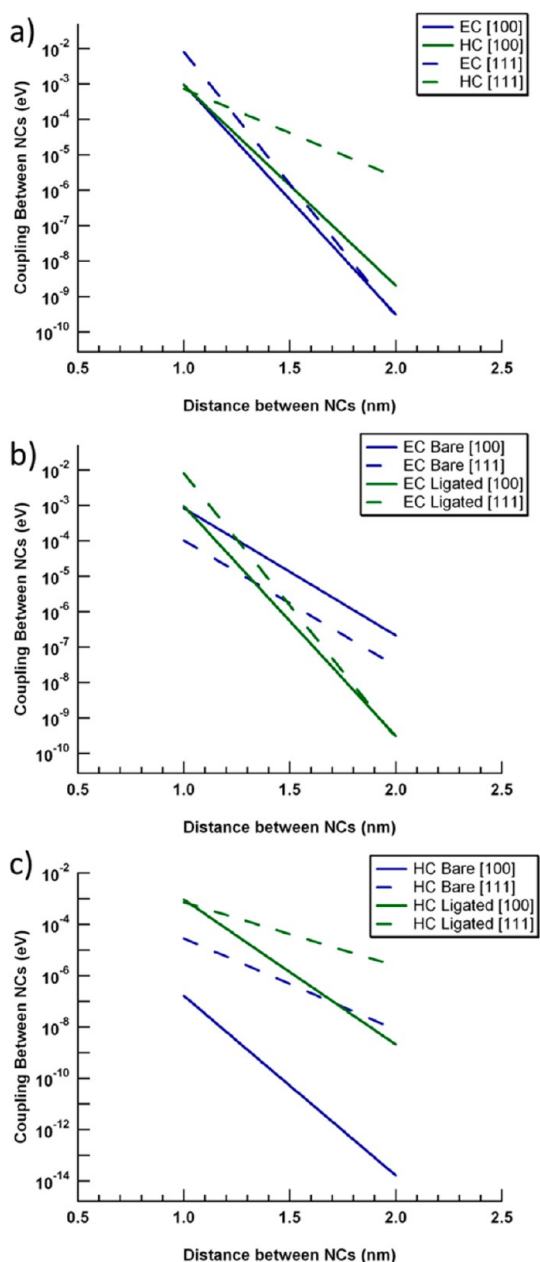 a)
EC [100]
HC [100]
EC [111]
HC [111]
10-2
10-3
10-4
10-5
10-6
10-7
10-8
10-9
10-10
Coupling Between NCs (eV)
0.5 1.0 1.5 2.0 2.5
Distance between NCs (nm)
b)
EC Bare [100]
EC Bare [111]
EC Ligated [100]
EC Ligated [111]
10-2
10-3
10-4
10-5
10-6
10-7
10-8
10-9
10-10
Coupling Between NCs (eV)
0.5 1.0 1.5 2.0 2.5
Distance between NCs (nm)
c)
HC Bare [100]
HC Bare [111]
HC Ligated [100]
HC Ligated [111]
10-2
10-4
10-6
10-8
10-10
10-12
10-14
Coupling Between NCs (eV)
0.5 1.0 1.5 2.0 2.5
Distance between NCs (nm)